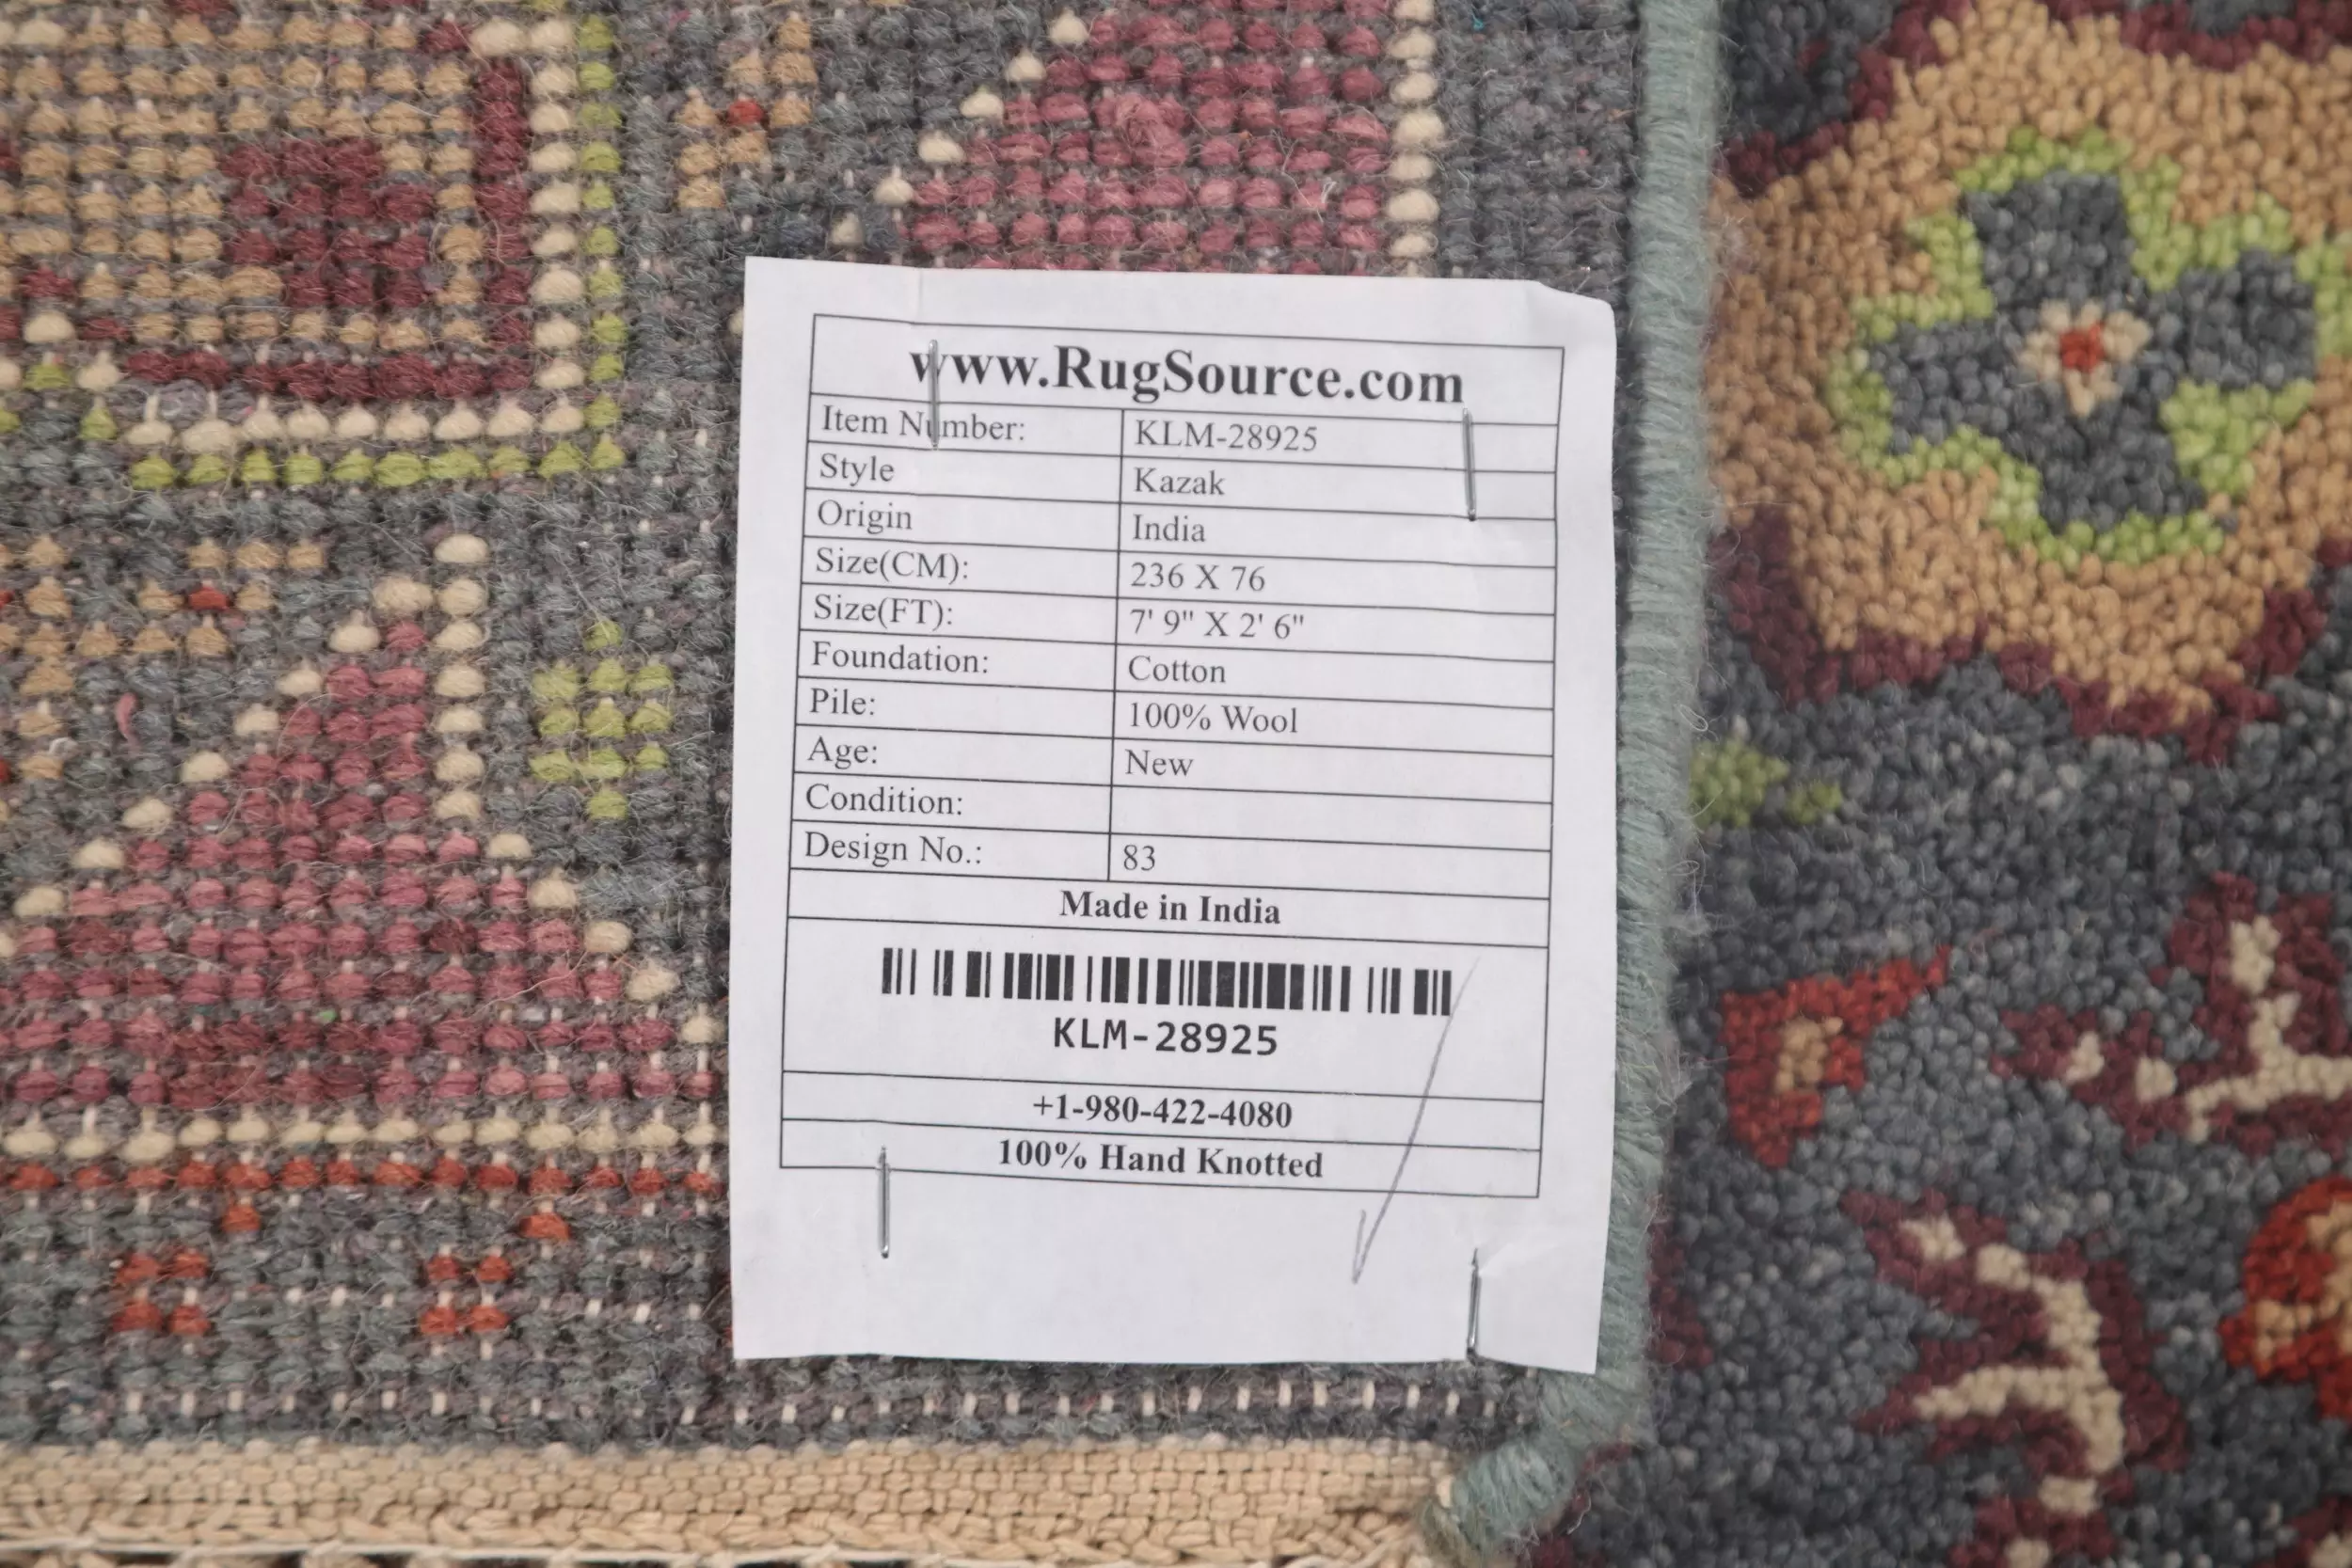 www.RugSource.com
Item Number: KLM-28925
Style Kazak
Origin India
Size(CM): 236 X 76
Size(FT): 7' 9" X 2' 6"
Foundation: Cotton
Pile: 100% Wool
Age: New
Condition:
Design No.: 83
Made in India
KLM-28925
+1-980-422-4080
100% Hand Knotted